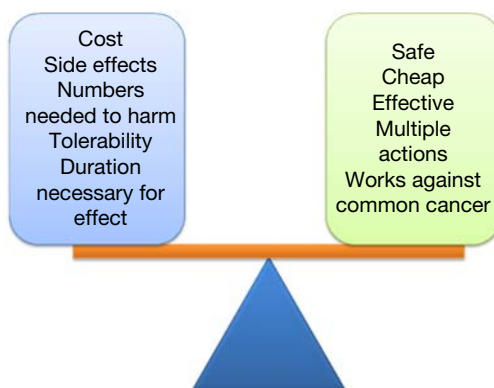 Cost
Side effects
Numbers
needed to harm
Tolerability
Duration
necessary for
effect
Safe
Cheap
Effective
Multiple
actions
Works against
common cancer